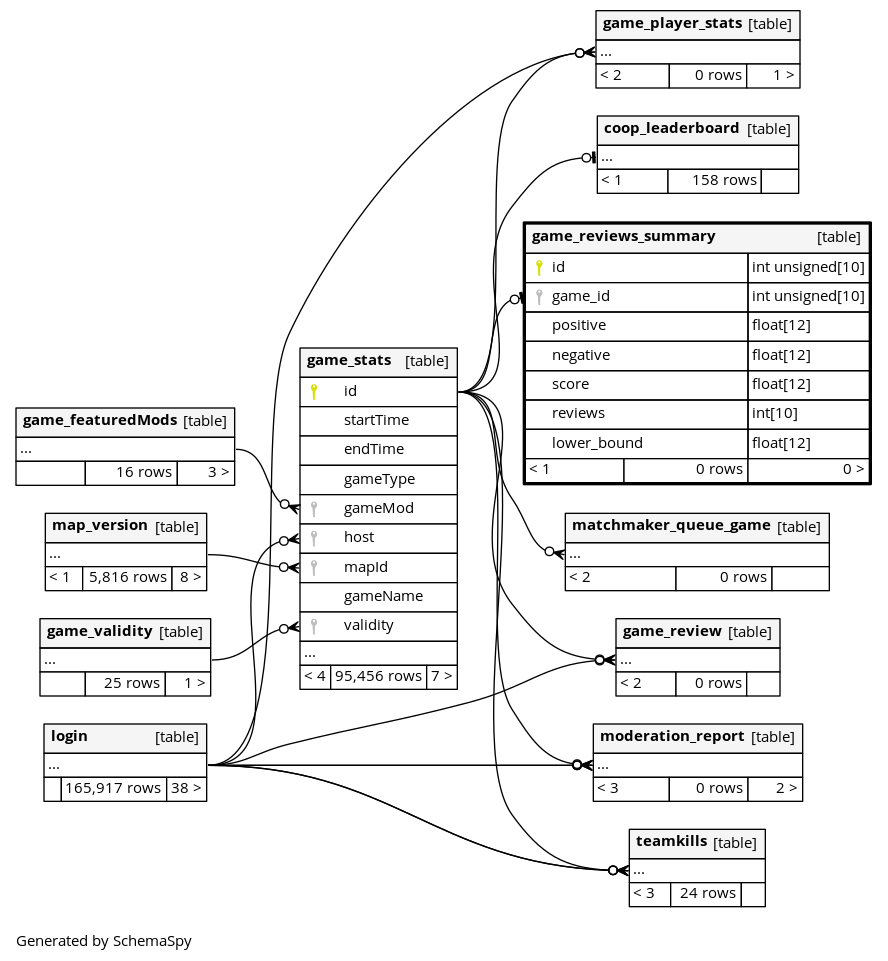 game_player_stats [table]
...
< 2 0 rows 1 >
coop_leaderboard [table]
...
< 1 158 rows
game_reviews_summary [table]
id int unsigned[10]
game_id int unsigned[10]
positive float[12]
negative float[12]
score float[12]
reviews int[10]
lower_bound float[12]
< 1 0 rows 0 >
game_stats [table]
id
startTime
endTime
gameType
gameMod
host
mapId
gameName
validity
...
< 4 95,456 rows 7 >
game_featuredMods [table]
...
16 rows 3 >
map_version [table]
...
< 1 5,816 rows 8 >
game_validity [table]
...
25 rows 1 >
login [table]
...
165,917 rows 38 >
matchmaker_queue_game [table]
...
< 2 0 rows
game_review [table]
...
< 2 0 rows
moderation_report [table]
...
< 3 0 rows 2 >
teamkills [table]
...
< 3 24 rows
Generated by SchemaSpy